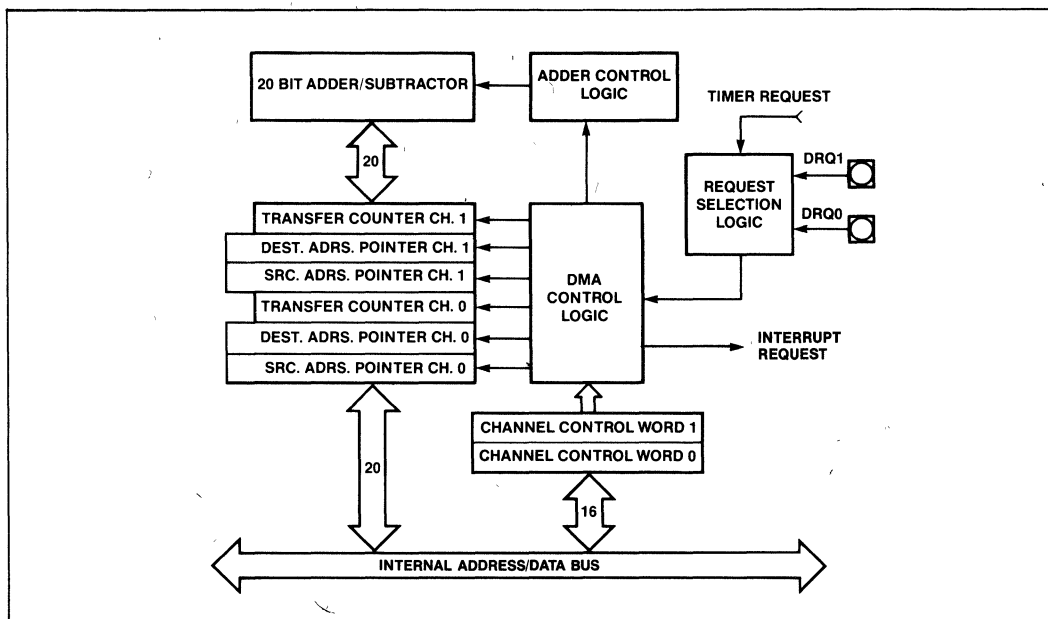 20 BIT ADDER/SUBTRACTOR
ADDER CONTROL
LOGIC
TIMER REQUEST
20
DRQ1
REQUEST
SELECTION
LOGIC
DRQ0
TRANSFER COUNTER CH. 1
DEST. ADRS. POINTER CH. 1
SRC. ADRS. POINTER CH. 1
TRANSFER COUNTER CH. 0
DEST. ADRS. POINTER CH. 0
SRC. ADRS. POINTER CH. 0
DMA
CONTROL
LOGIC
INTERRUPT
REQUEST
CHANNEL CONTROL WORD 1
CHANNEL CONTROL WORD 0
20
16
INTERNAL ADDRESS/DATA BUS